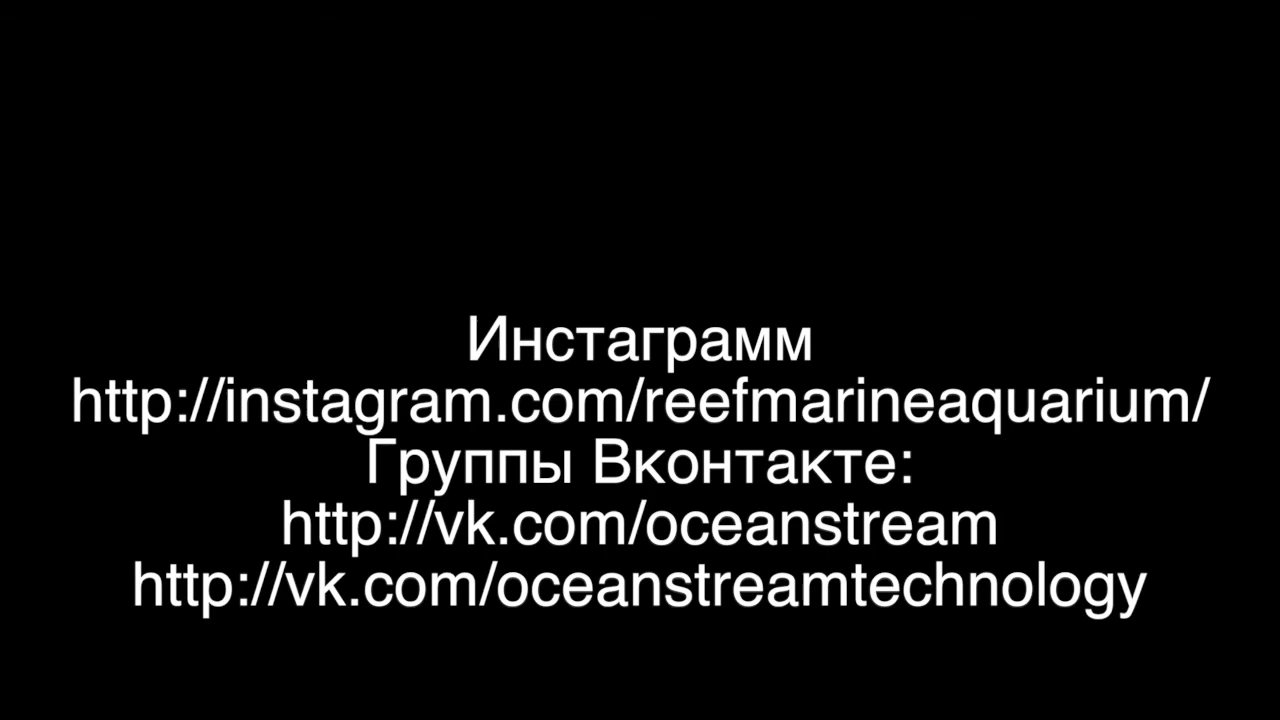 Инстаграмм
http://instagram.com/reefmarineaquarium/
Группы Вконтакте:
http://vk.com/oceanstream
http://vk.com/oceanstreamtechnology